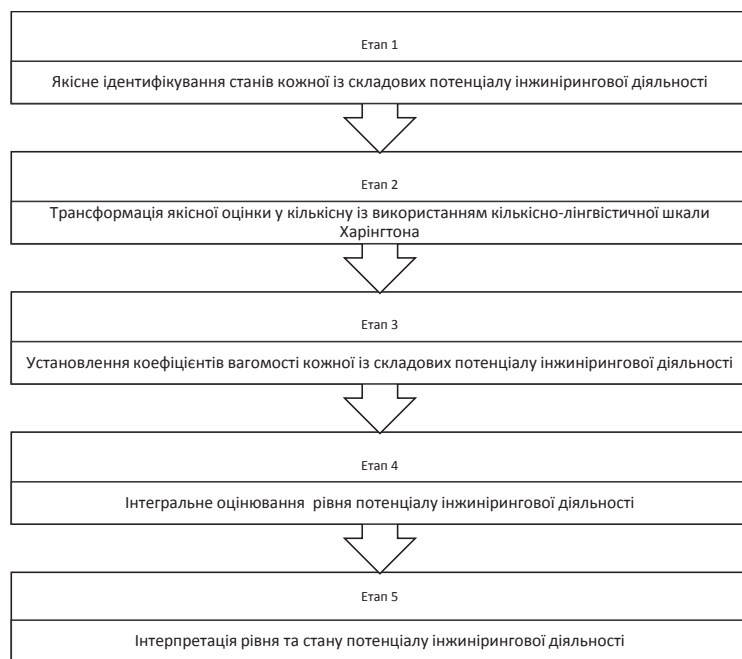 Етап 1
Якісне ідентифікування станів кожної із складових потенціалу інжинірингової діяльності
Етап 2
Трансформація якісної оцінки у кількісну із використанням кількісно-лінгвістичної шкали
Харінгтона
Етап 3
Установлення коефіцієнтів вагомості кожної із складових потенціалу інжинірингової діяльності
Етап 4
Інтегральне оцінювання рівня потенціалу інжинірингової діяльності
Етап 5
Інтерпретація рівня та стану потенціалу інжинірингової діяльності